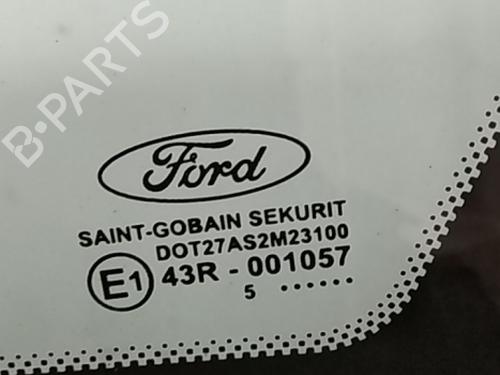 B-PARTS
Ford
SAINT-GOBAIN SEKURIT
DOT27AS2M23100
E1 43R - 001057
5 ······